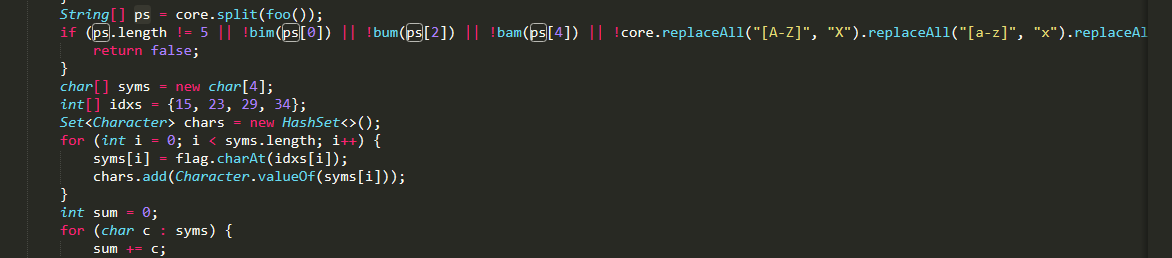 String[] ps = core.split(foo());
if (ps.length != 5 || !bim(ps[0]) || !bum(ps[2]) || !bam(ps[4]) || !core.replaceAll("[A-Z]", "X").replaceAll("[a-z]", "x").replaceAl
return false;
}
char[] syms = new char[4];
int[] idxs = {15, 23, 29, 34};
Set<Character> chars = new HashSet<>();
for (int i = 0; i < syms.length; i++) {
syms[i] = flag.charAt(idxs[i]);
chars.add(Character.valueOf(syms[i]));
}
int sum = 0;
for (char c : syms) {
sum += c;